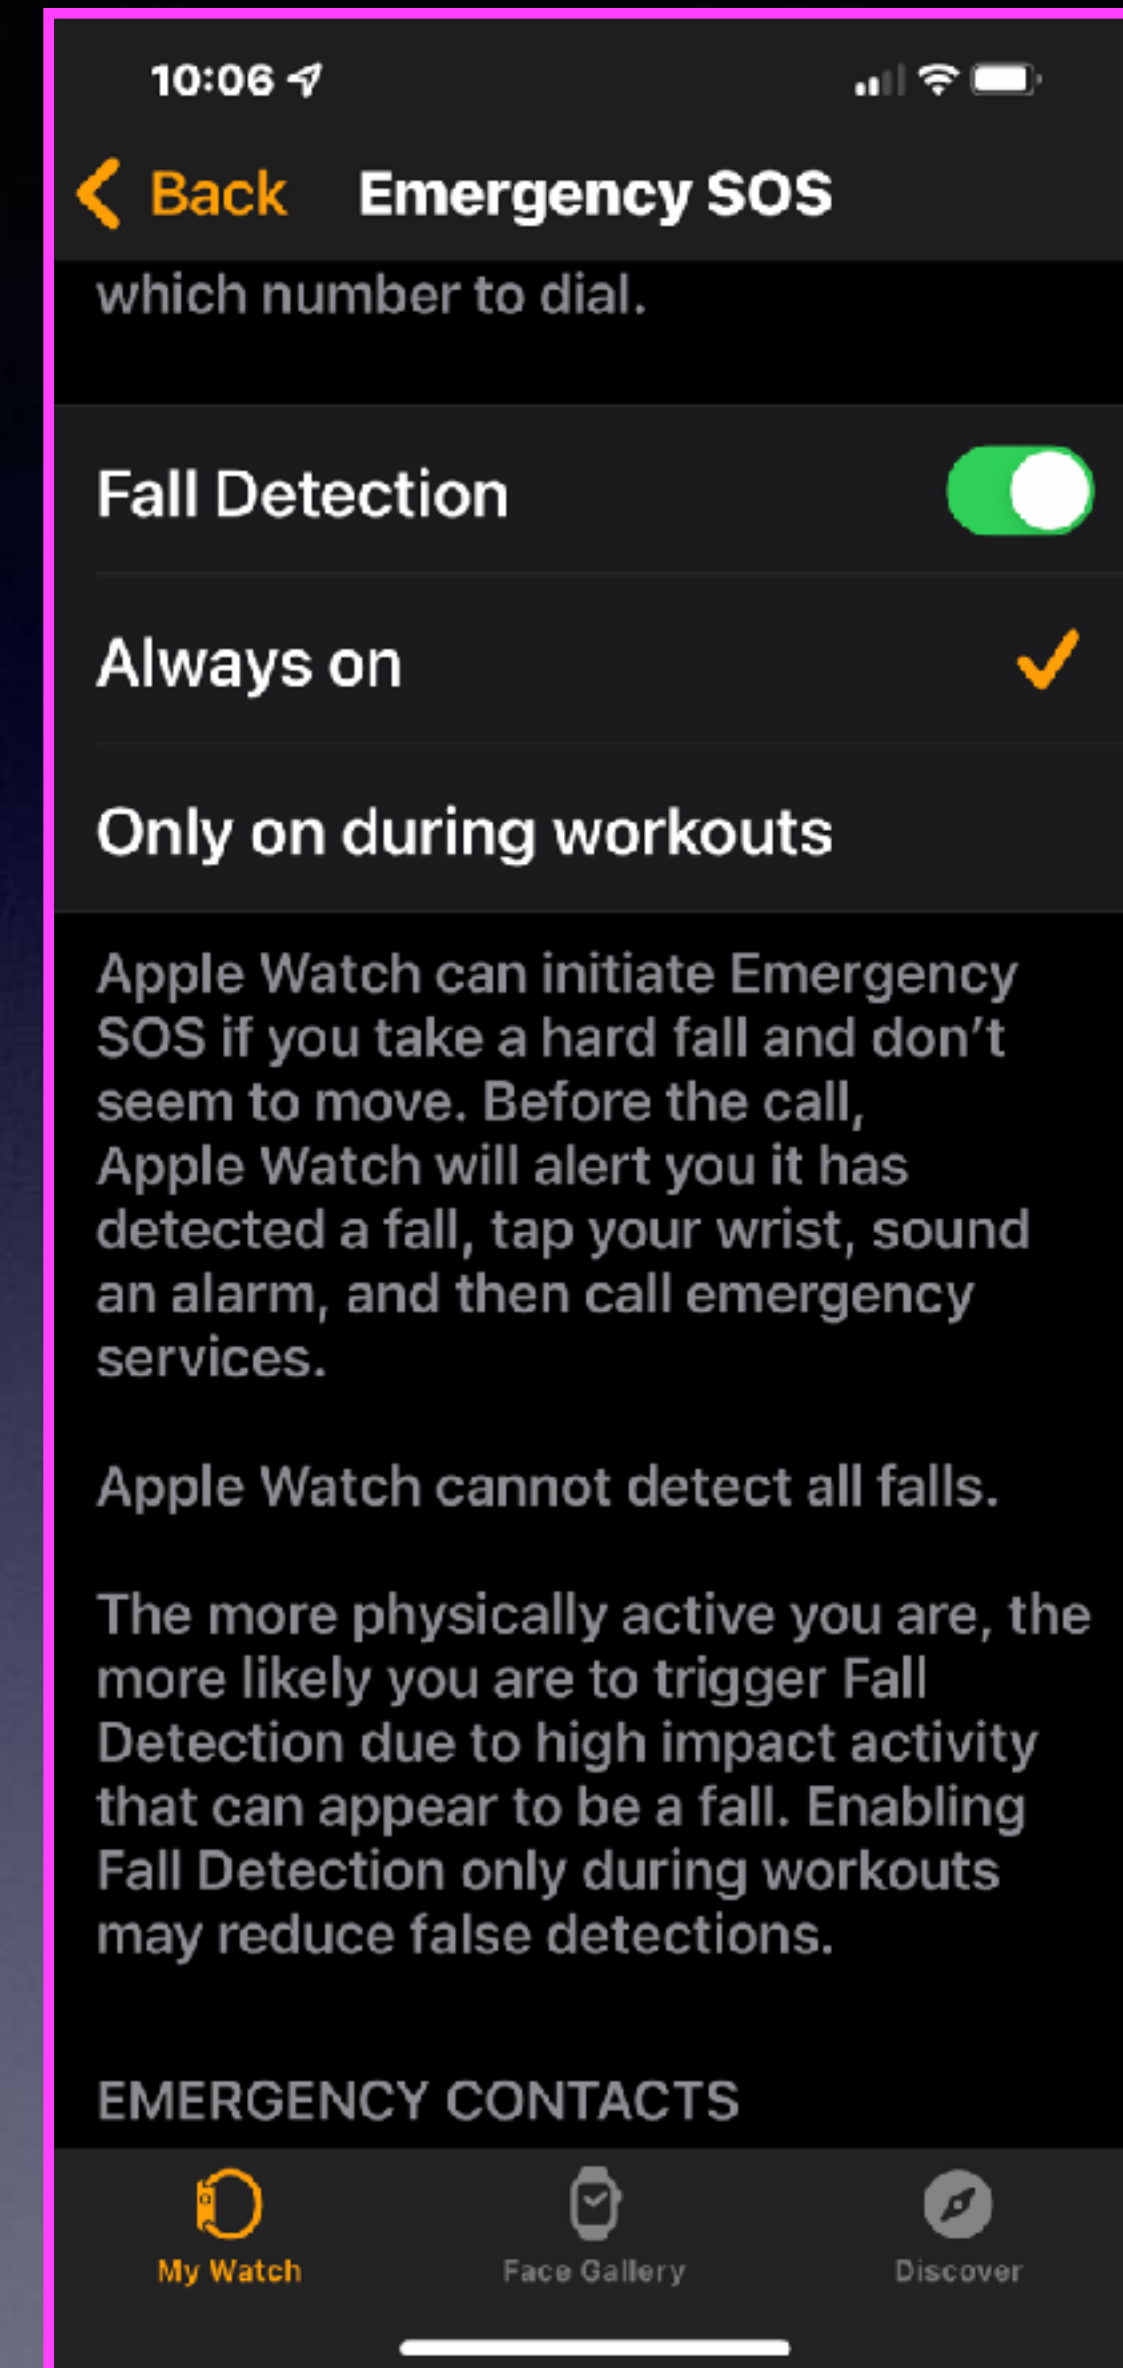 10:06
Back
Emergency SOS
which number to dial.
Fall Detection
Always on
Only on during workouts
Apple Watch can initiate Emergency
SOS if you take a hard fall and don’t
seem to move. Before the call,
Apple Watch will alert you it has
detected a fall, tap your wrist, sound
an alarm, and then call emergency
services.
Apple Watch cannot detect all falls.
The more physically active you are, the
more likely you are to trigger Fall
Detection due to high impact activity
that can appear to be a fall. Enabling
Fall Detection only during workouts
may reduce false detections.
EMERGENCY CONTACTS
My Watch
Face Gallery
Discover